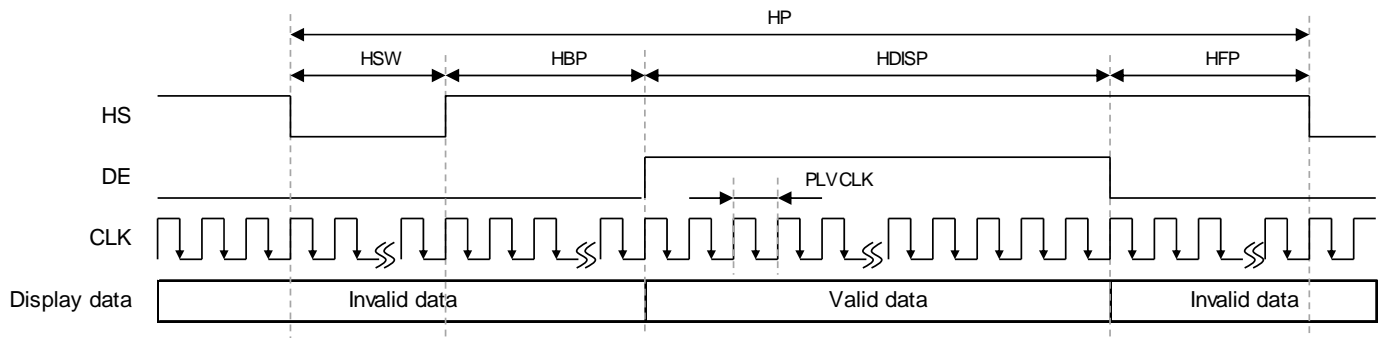 HP
HSW HBP HDISP HFP
HS
DE
PLVCLK
CLK
Display data Invalid data Valid data Invalid data